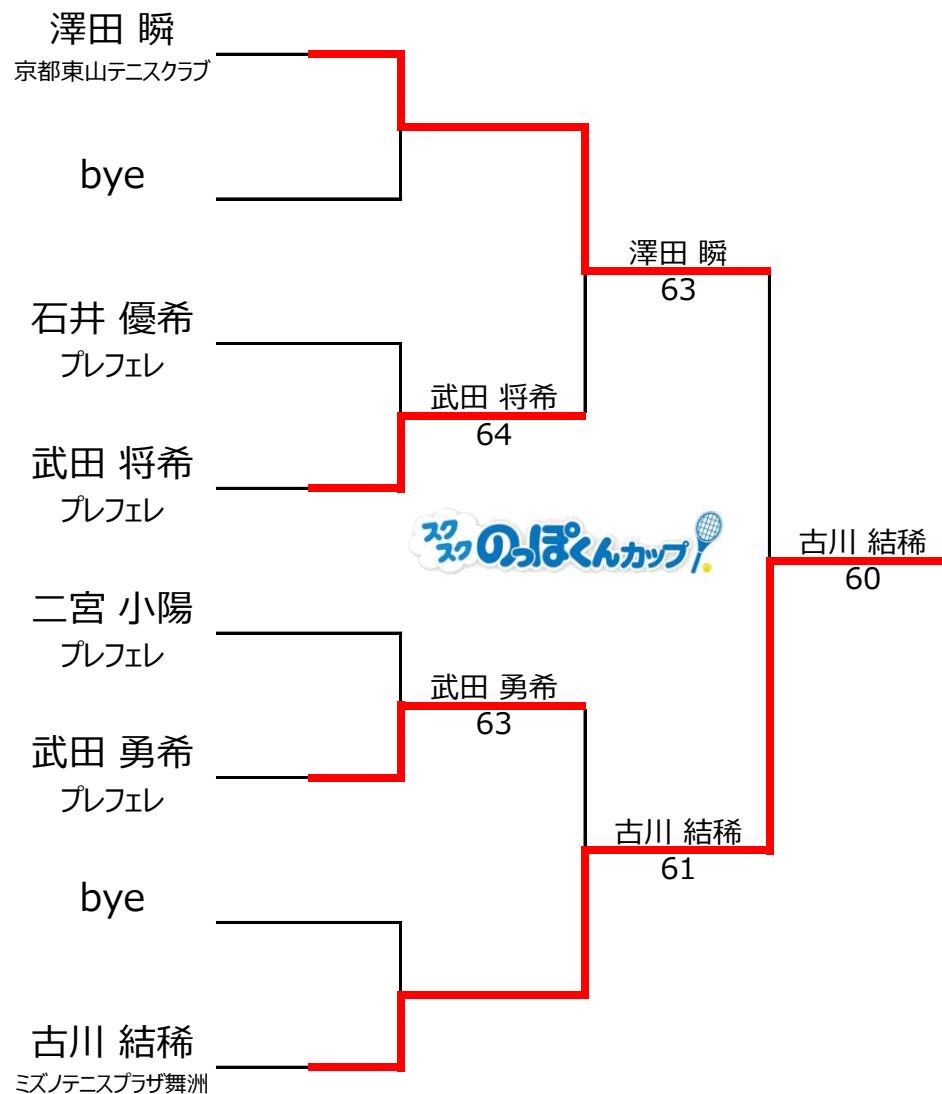 澤田 瞬
京都東山テニスクラブ
bye
石井 優希
プレフェレ
武田 将希
プレフェレ
二宮 小陽
プレフェレ
武田 勇希
プレフェレ
bye
古川 結稀
ミズノテニスプラザ舞洲
武田 将希
64
武田 勇希
63
澤田 瞬
63
古川 結稀
61
古川 結稀
60
スク
スク
のっぽくんカップ